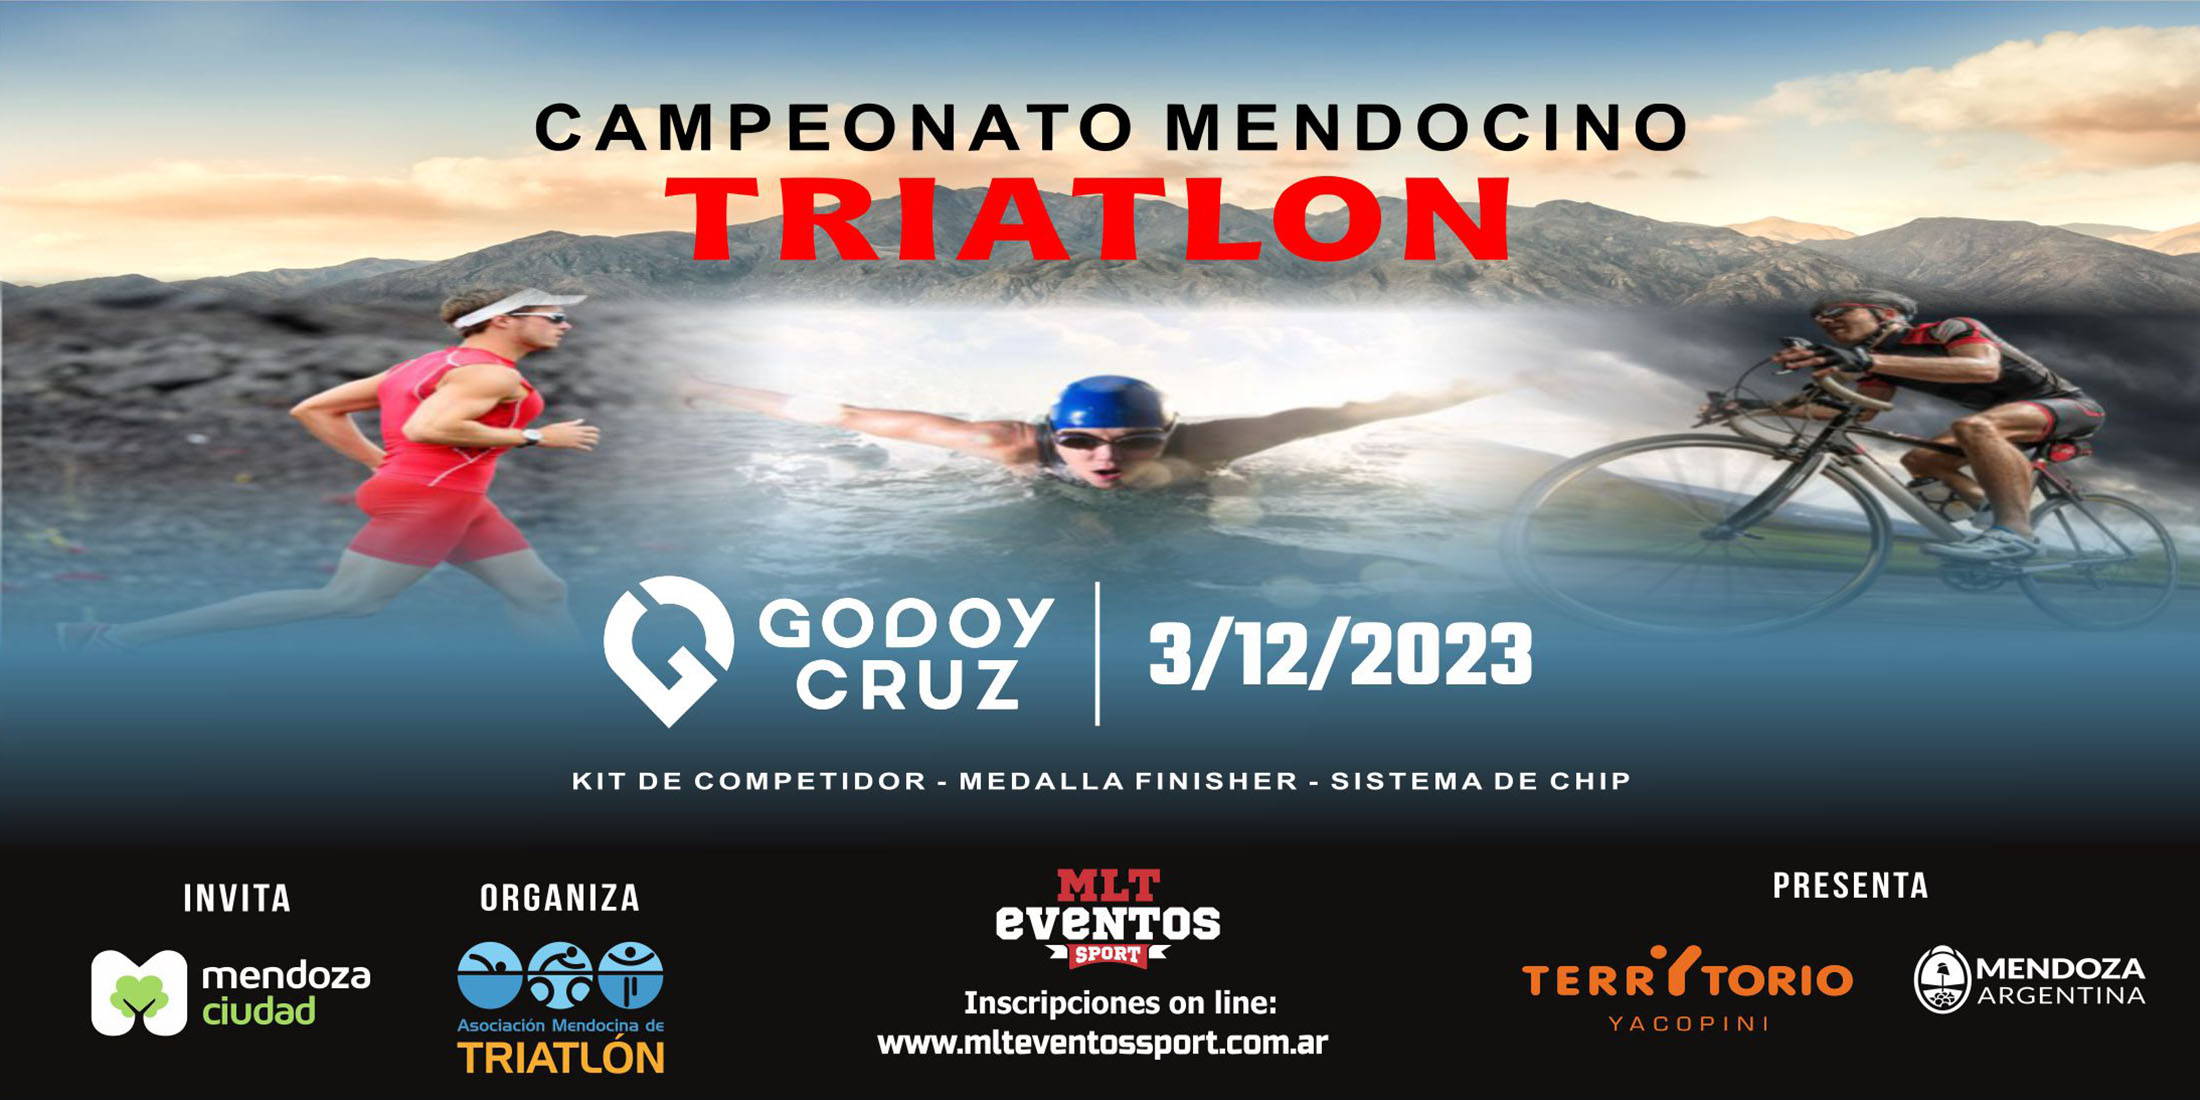 CAMPEONATO MENDOCINO
TRIATLON
GODOY
CRUZ
3/12/2023
KIT DE COMPETIDOR - MEDALLA FINISHER - SISTEMA DE CHIP
INVITA
mendoza
ciudad
ORGANIZA
Asociación Mendocina de
TRIATLÓN
MLT
eventos
SPORT
Inscripciones on line:
www.mlteventossport.com.ar
PRESENTA
TERRITORIO
YACOPINI
MENDOZA
ARGENTINA